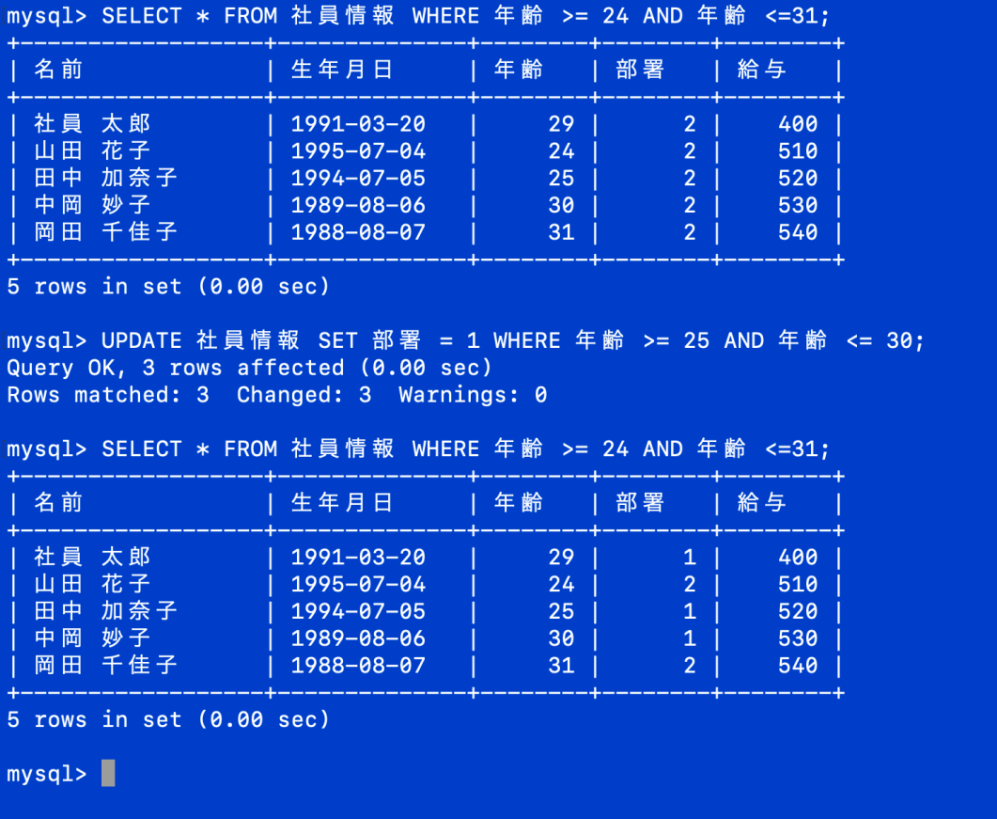 mysql> SELECT * FROM 社員情報 WHERE 年齢 >= 24 AND 年齢 <=31;
+------------------+--------------+--------+--------+--------+
| 名前             | 生年月日     | 年齢   | 部署   | 給与   |
+------------------+--------------+--------+--------+--------+
| 社員 太郎        | 1991-03-20   |     29 |      2 |    400 |
| 山田 花子        | 1995-07-04   |     24 |      2 |    510 |
| 田中 加奈子      | 1994-07-05   |     25 |      2 |    520 |
| 中岡 妙子        | 1989-08-06   |     30 |      2 |    530 |
| 岡田 千佳子      | 1988-08-07   |     31 |      2 |    540 |
+------------------+--------------+--------+--------+--------+
5 rows in set (0.00 sec)
mysql> UPDATE 社員情報 SET 部署 = 1 WHERE 年齢 >= 25 AND 年齢 <= 30;
Query OK, 3 rows affected (0.00 sec)
Rows matched: 3  Changed: 3  Warnings: 0
mysql> SELECT * FROM 社員情報 WHERE 年齢 >= 24 AND 年齢 <=31;
+------------------+--------------+--------+--------+--------+
| 名前             | 生年月日     | 年齢   | 部署   | 給与   |
+------------------+--------------+--------+--------+--------+
| 社員 太郎        | 1991-03-20   |     29 |      1 |    400 |
| 山田 花子        | 1995-07-04   |     24 |      2 |    510 |
| 田中 加奈子      | 1994-07-05   |     25 |      1 |    520 |
| 中岡 妙子        | 1989-08-06   |     30 |      1 |    530 |
| 岡田 千佳子      | 1988-08-07   |     31 |      2 |    540 |
+------------------+--------------+--------+--------+--------+
5 rows in set (0.00 sec)
mysql>